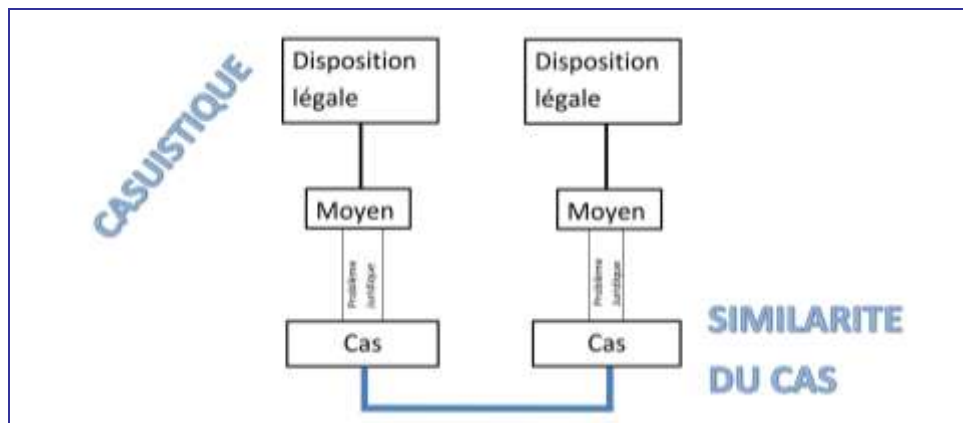 CASUISTIQUE
Disposition
légale
Moyen
Problème
Juridique
Cas
Disposition
légale
Moyen
Problème
Juridique
Cas
SIMILARITE
DU CAS